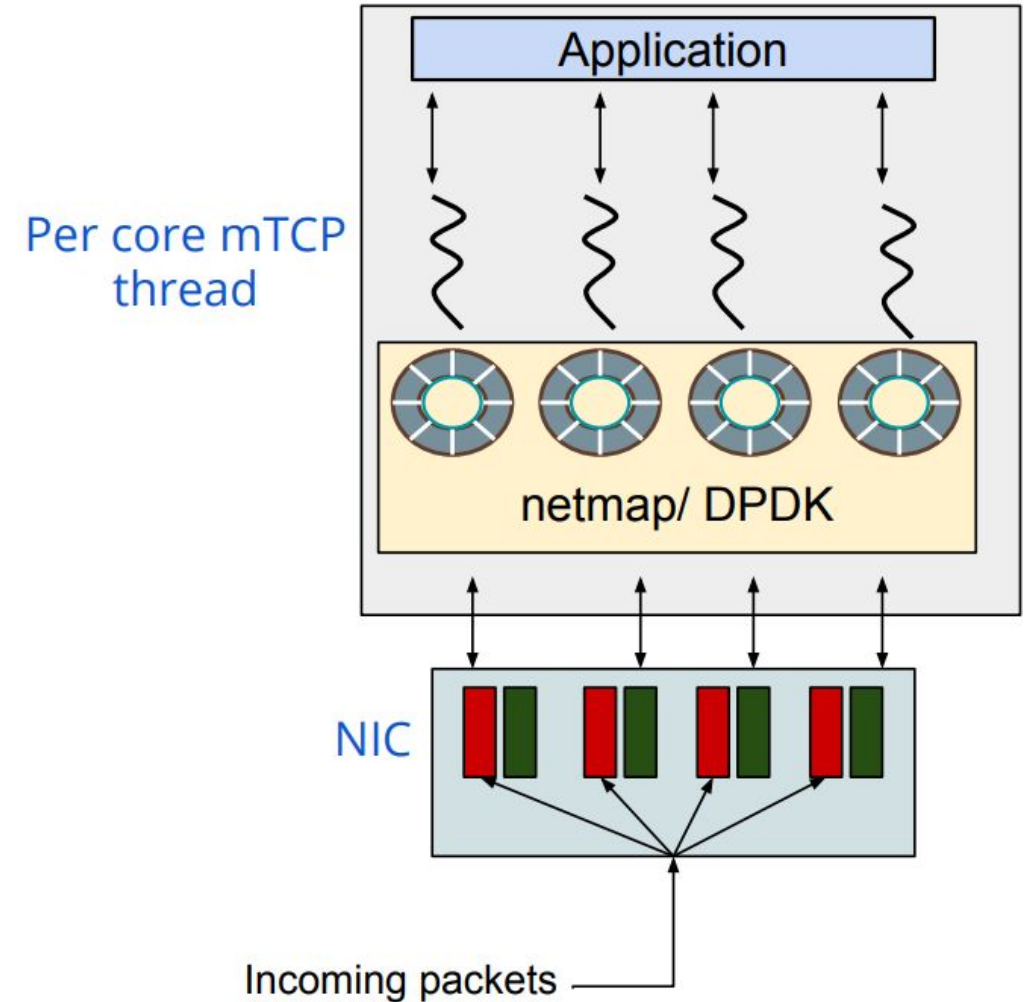 Application
Per core mTCP
thread
netmap/ DPDK
NIC
Incoming packets